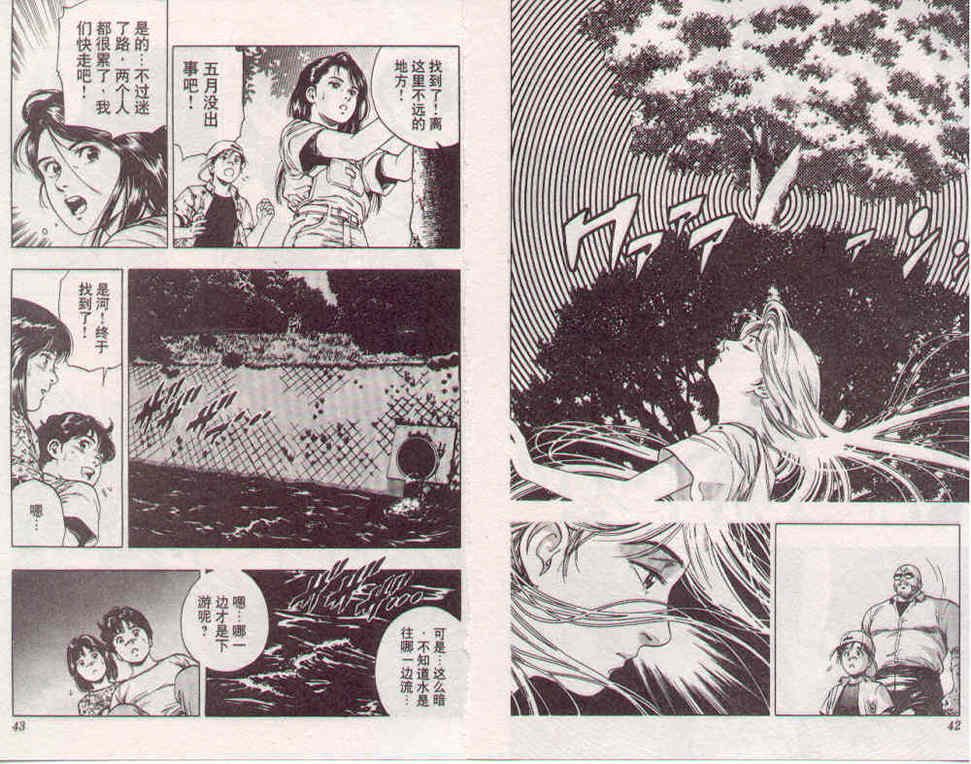 42
找到了！离
这里不远的
地方！
五月没出
事吧！
是的…不过迷
了路，两个人
都很累了，我
们快走吧！
是河！终于
找到了！
嗯…
可是…这么暗
，不知道水是
往哪一边流…
嗯…哪一
边才是下
游呢？
43